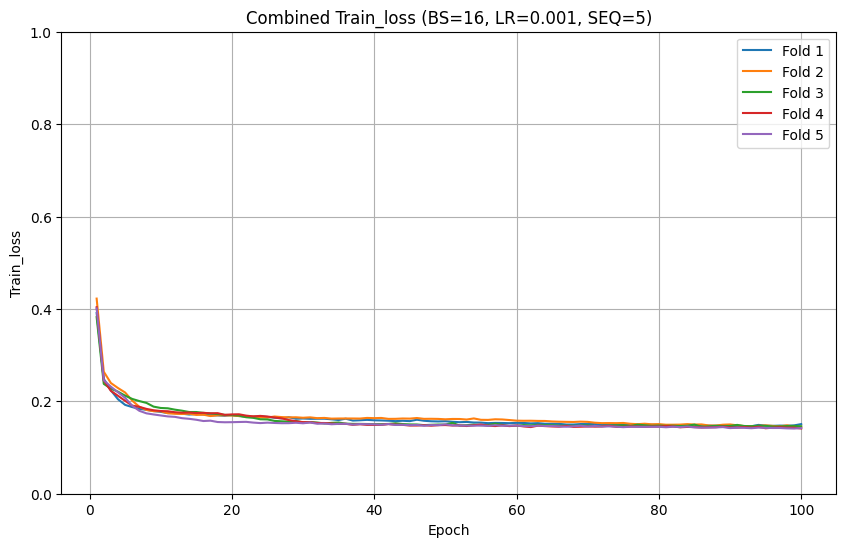 Combined Train_loss (BS=16, LR=0.001, SEQ=5)
Train_loss
1.0
0.8
0.6
0.4
0.2
0.0
Fold 1
Fold 2
Fold 3
Fold 4
Fold 5
0
20
40
60
80
100
Epoch